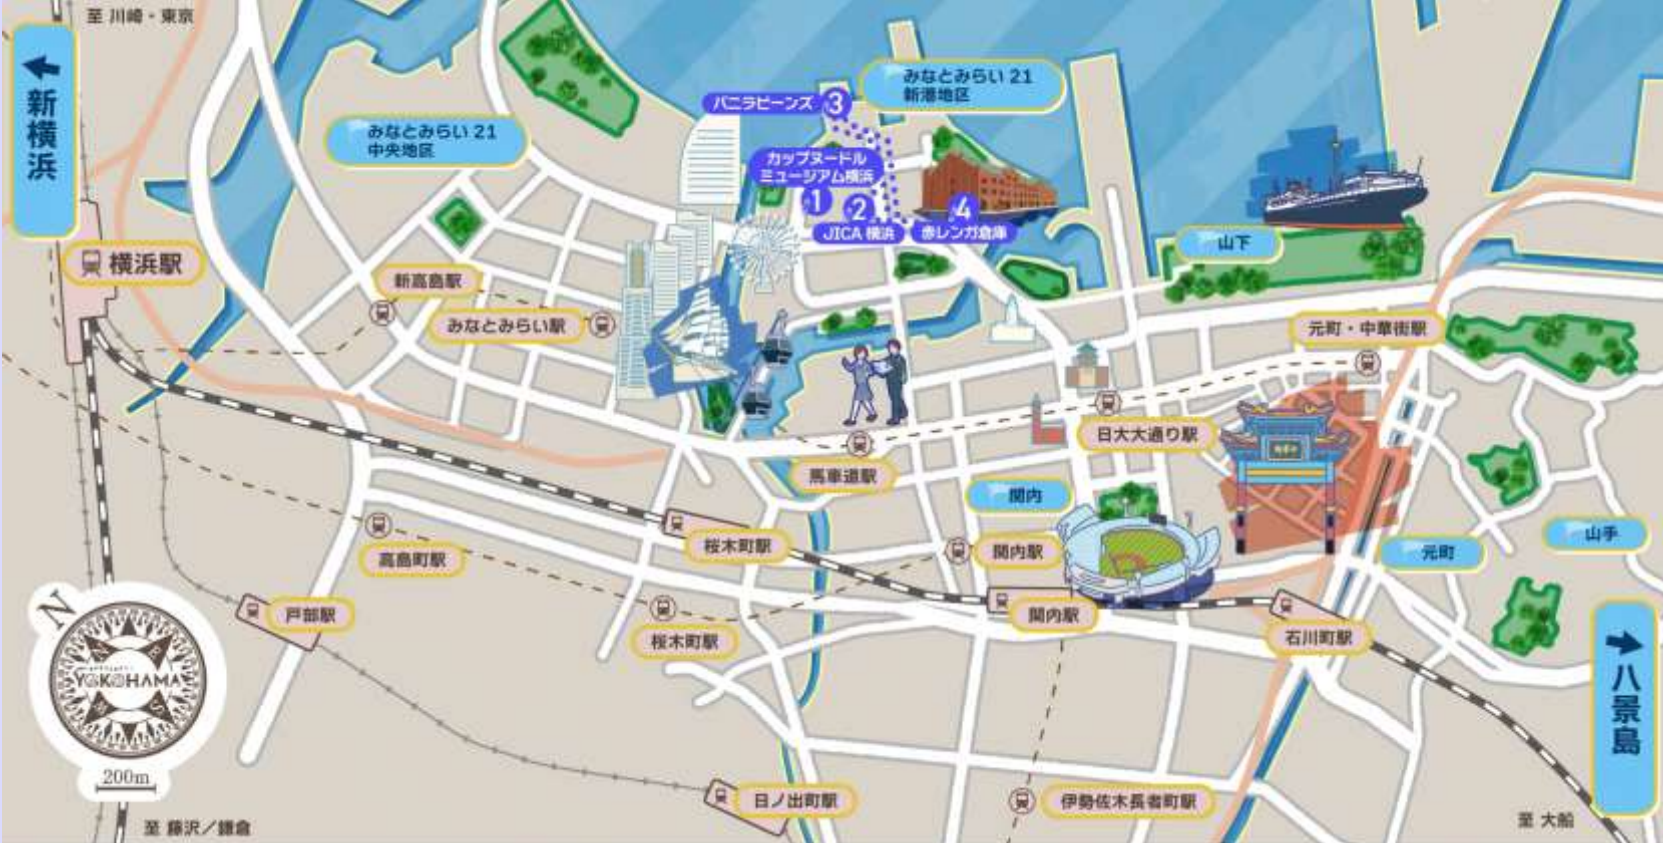 至 川崎・東京
新横浜
横浜駅
みなとみらい 21
中央地区
バニラビーンズ 3
みなとみらい 21
新港地区
カップヌードル
ミュージアム横浜
1
2
JICA 横浜
4
赤レンガ倉庫
山下
新高島駅
みなとみらい駅
元町・中華街駅
日大大通り駅
馬車道駅
関内
桜木町駅
関内駅
高島町駅
元町
山手
戸部駅
桜木町駅
関内駅
石川町駅
八景島
N
N
E
YOKOHAMA
W
S
200m
日ノ出町駅
伊勢佐木長者町駅
至 藤沢/鎌倉
至 大船